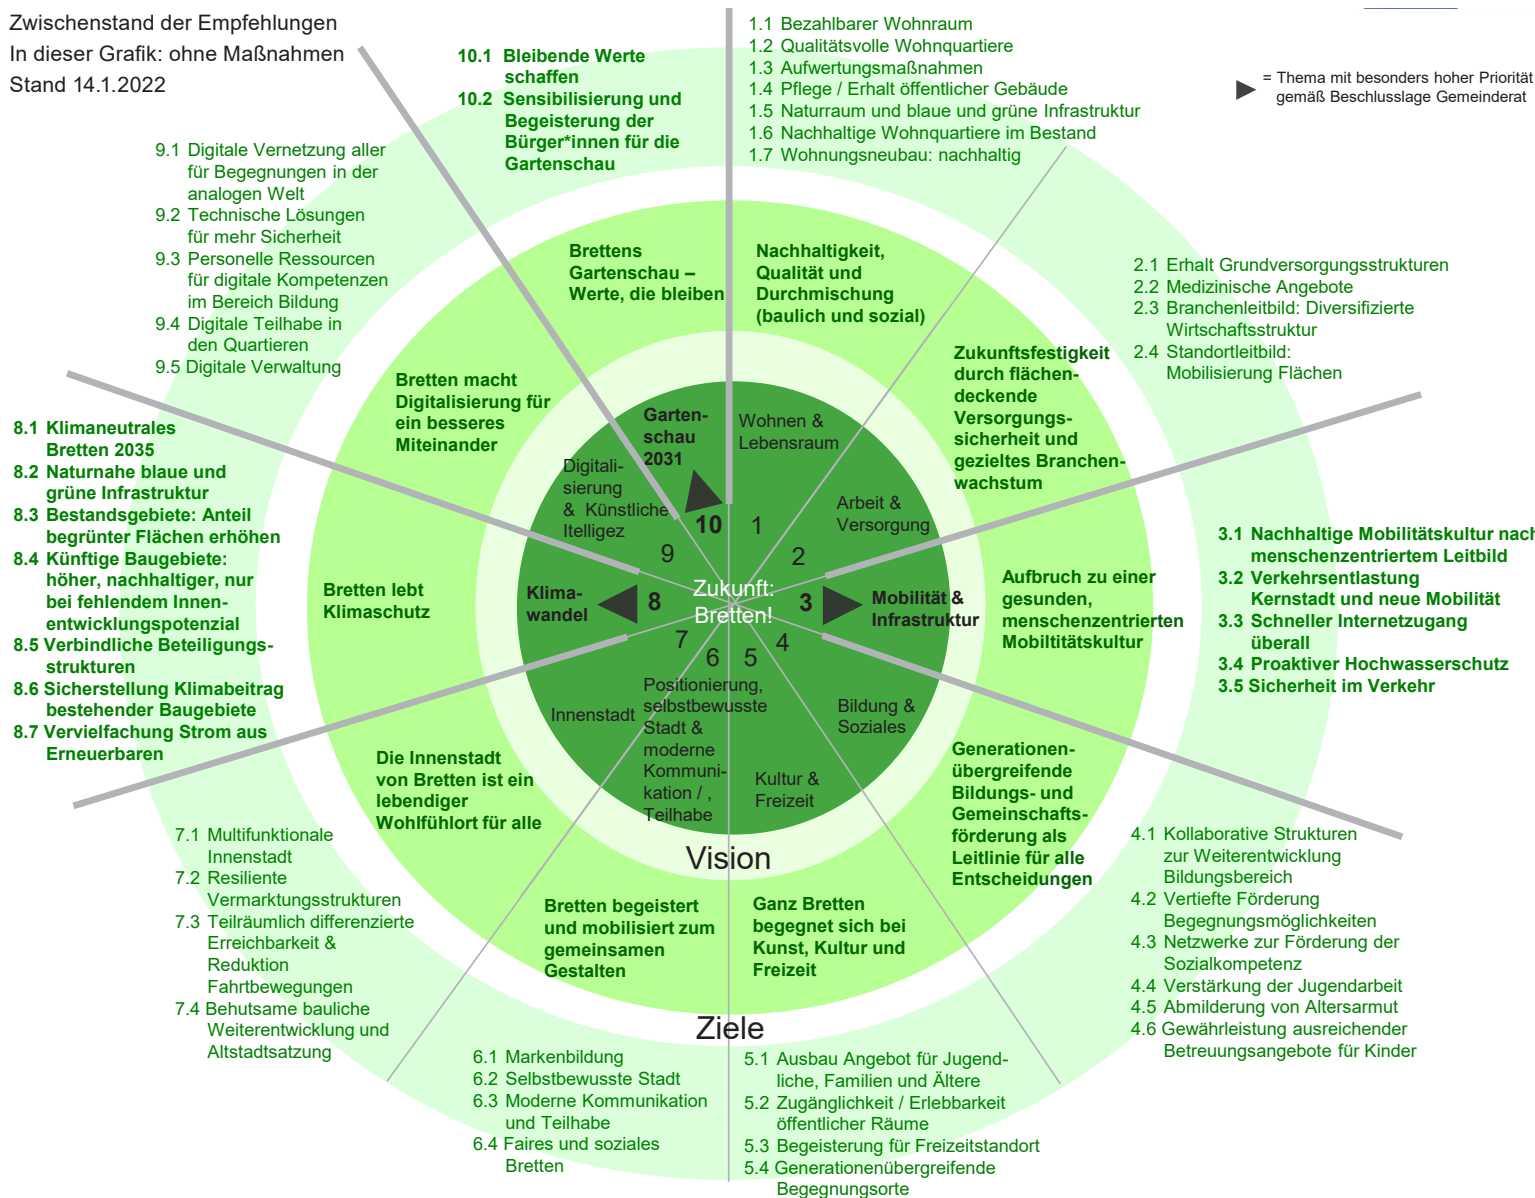 Zwischenstand der Empfehlungen
In dieser Grafik: ohne Maßnahmen
Stand 14.1.2022
= Thema mit besonders hoher Priorität
gemäß Beschlusslage Gemeinderat
1.1 Bezahlbarer Wohnraum
1.2 Qualitätsvolle Wohnquartiere
1.3 Aufwertungsmaßnahmen
1.4 Pflege / Erhalt öffentlicher Gebäude
1.5 Naturraum und blaue und grüne Infrastruktur
1.6 Nachhaltige Wohnquartiere im Bestand
1.7 Wohnungsneubau: nachhaltig
2.1 Erhalt Grundversorgungsstrukturen
2.2 Medizinische Angebote
2.3 Branchenleitbild: Diversifizierte
Wirtschaftsstruktur
2.4 Standortleitbild:
Mobilisierung Flächen
3.1 Nachhaltige Mobilitätskultur nach
menschenzentriertem Leitbild
3.2 Verkehrsentlastung
Kernstadt und neue Mobilität
3.3 Schneller Internetzugang
überall
3.4 Proaktiver Hochwasserschutz
3.5 Sicherheit im Verkehr
4.1 Kollaborative Strukturen
zur Weiterentwicklung
Bildungsbereich
4.2 Vertiefte Förderung
Begegnungsmöglichkeiten
4.3 Netzwerke zur Förderung der
Sozialkompetenz
4.4 Verstärkung der Jugendarbeit
4.5 Abmilderung von Altersarmut
4.6 Gewährleistung ausreichender
Betreuungsangebote für Kinder
5.1 Ausbau Angebot für Jugend-
liche, Familien und Ältere
5.2 Zugänglichkeit / Erlebbarkeit
öffentlicher Räume
5.3 Begeisterung für Freizeitstandort
5.4 Generationenübergreifende
Begegnungsorte
6.1 Markenbildung
6.2 Selbstbewusste Stadt
6.3 Moderne Kommunikation
und Teilhabe
6.4 Faires und soziales
Bretten
7.1 Multifunktionale
Innenstadt
7.2 Resiliente
Vermarktungsstrukturen
7.3 Teilräumlich differenzierte
Erreichbarkeit &
Reduktion
Fahrtbewegungen
7.4 Behutsame bauliche
Weiterentwicklung und
Altstadtsatzung
8.1 Klimaneutrales
Bretten 2035
8.2 Naturnahe blaue und
grüne Infrastruktur
8.3 Bestandsgebiete: Anteil
begrünter Flächen erhöhen
8.4 Künftige Baugebiete:
höher, nachhaltiger, nur
bei fehlendem Innen-
entwicklungspotenzial
8.5 Verbindliche Beteiligungs-
strukturen
8.6 Sicherstellung Klimabeitrag
bestehender Baugebiete
8.7 Vervielfachung Strom aus
Erneuerbaren
9.1 Digitale Vernetzung aller
für Begegnungen in der
analogen Welt
9.2 Technische Lösungen
für mehr Sicherheit
9.3 Personelle Ressourcen
für digitale Kompetenzen
im Bereich Bildung
9.4 Digitale Teilhabe in
den Quartieren
9.5 Digitale Verwaltung
10.1 Bleibende Werte
schaffen
10.2 Sensibilisierung und
Begeisterung der
Bürger*innen für die
Gartenschau
Nachhaltigkeit,
Qualität und
Durchmischung
(baulich und sozial)
Zukunftsfestigkeit
durch flächen-
deckende
Versorgungs-
sicherheit und
gezieltes Branchen-
wachstum
Aufbruch zu einer
gesunden,
menschenzentrierten
Mobiltitätskultur
Generationen-
übergreifende
Bildungs- und
Gemeinschafts-
förderung als
Leitlinie für alle
Entscheidungen
Ganz Bretten
begegnet sich bei
Kunst, Kultur und
Freizeit
Bretten begeistert
und mobilisiert zum
gemeinsamen
Gestalten
Die Innenstadt
von Bretten ist ein
lebendiger
Wohlfühlort für alle
Bretten lebt
Klimaschutz
Bretten macht
Digitalisierung für
ein besseres
Miteinander
Brettens
Gartenschau –
Werte, die bleiben
Wohnen &
Lebensraum
1
Arbeit &
Versorgung
2
3
Mobilität &
Infrastruktur
4
Bildung &
Soziales
5
Kultur &
Freizeit
6
Positionierung,
selbstbewusste
Stadt &
moderne
Kommuni-
kation / ,
Teilhabe
7
Innenstadt
8
Klima-
wandel
9
Digitali-
sierung
& Künstliche
Itelligez
10
Garten-
schau
2031
Zukunft:
Bretten!
Vision
Ziele